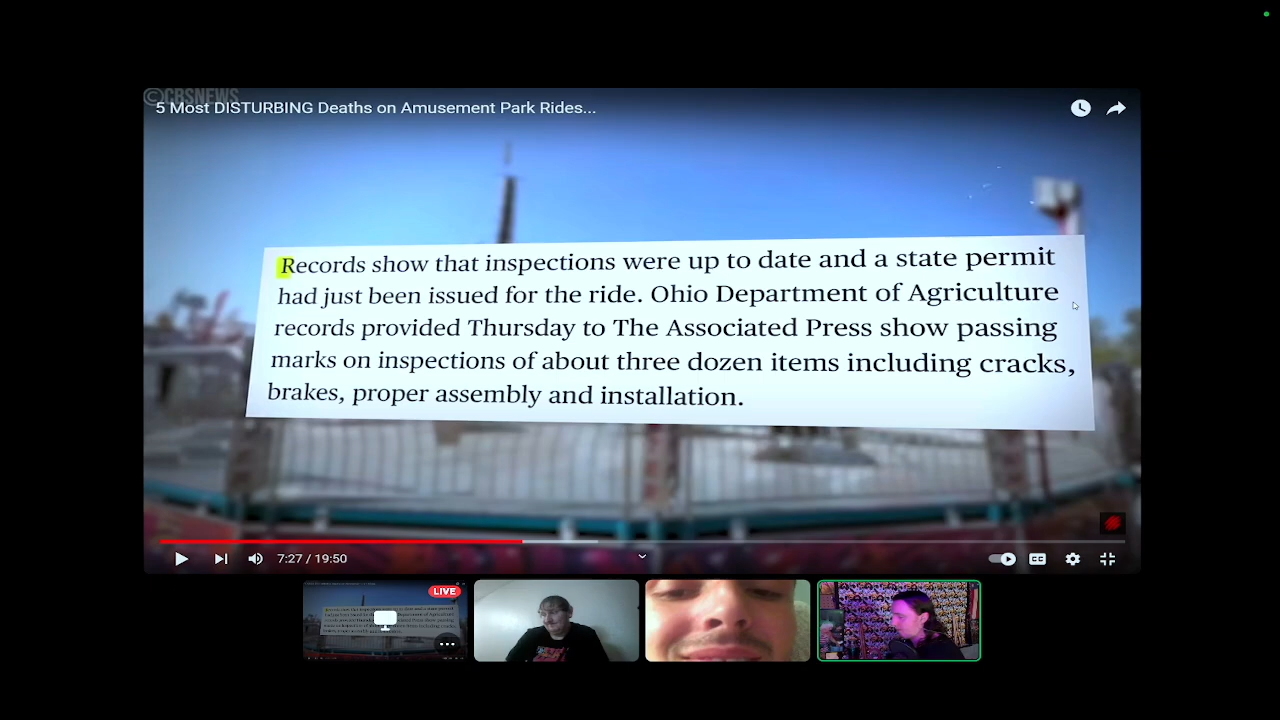 ©CBSNEWS
5 Most DISTURBING Deaths on Amusement Park Rides...
Records show that inspections were up to date and a state permit
had just been issued for the ride. Ohio Department of Agriculture
records provided Thursday to The Associated Press show passing
marks on inspections of about three dozen items including cracks,
brakes, proper assembly and installation.
7:27 / 19:50
CC
LIVE